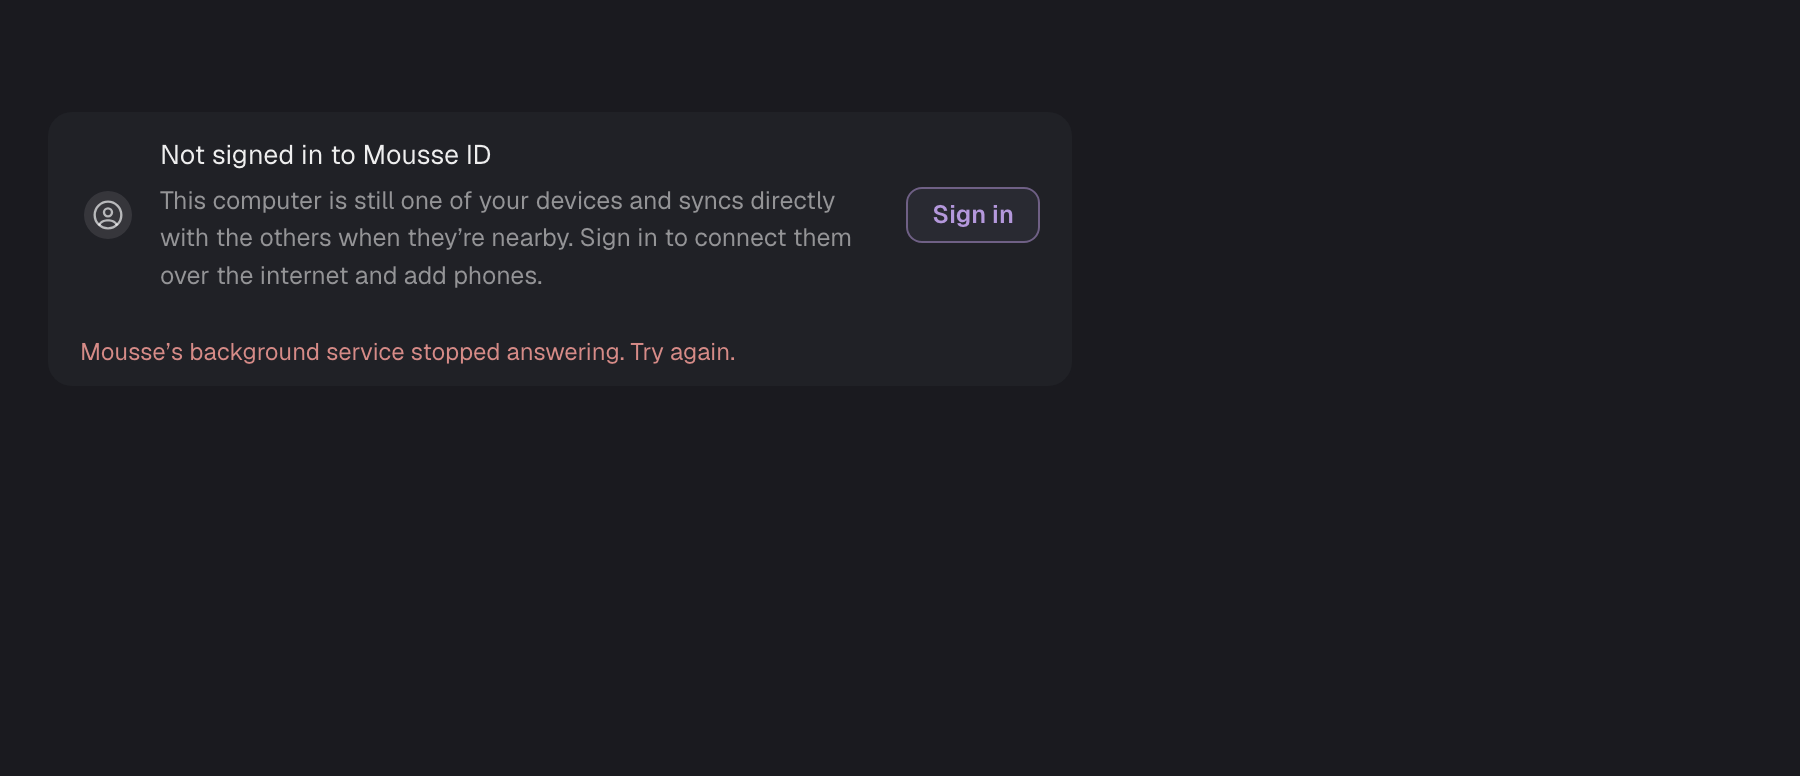 Not signed in to Mousse ID
This computer is still one of your devices and syncs directly
with the others when they’re nearby. Sign in to connect them
over the internet and add phones.
Sign in
Mousse’s background service stopped answering. Try again.